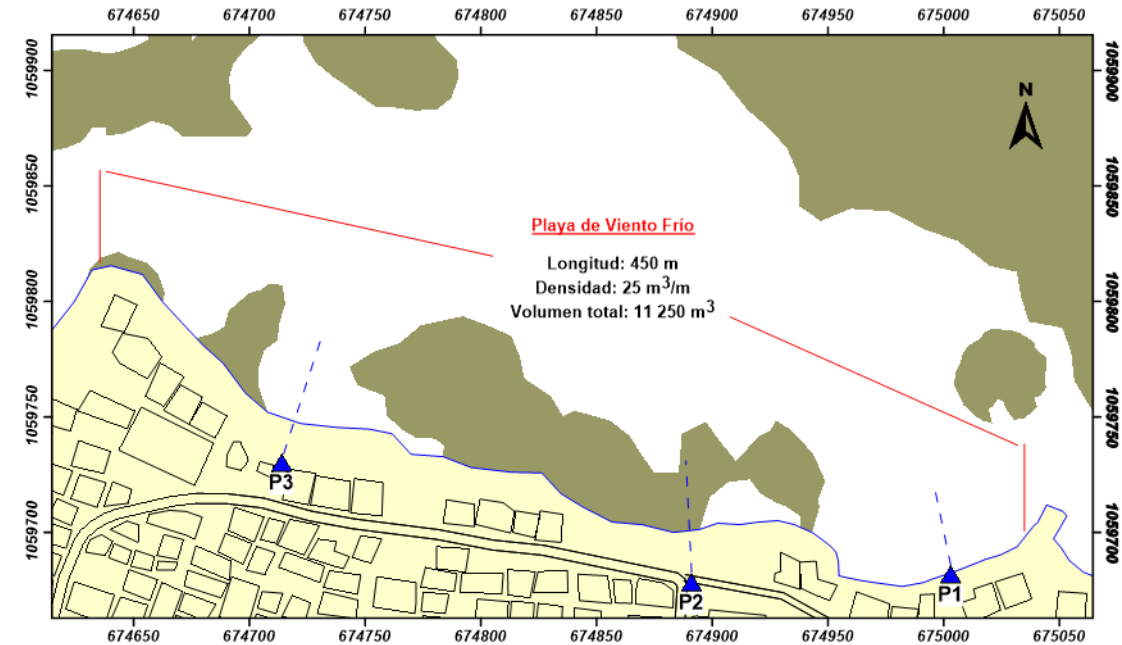 674650 674700 674750 674800 674850 674900 674950 675000 675050
1059900 1059900
N
1059850 1059850
Playa de Viento Frío
Longitud: 450 m
Densidad: 25 m³/m
Volumen total: 11 250 m³
1059800 1059800
1059750 1059750
P3
1059700 1059700
P2 P1
674650 674700 674750 674800 674850 674900 674950 675000 675050